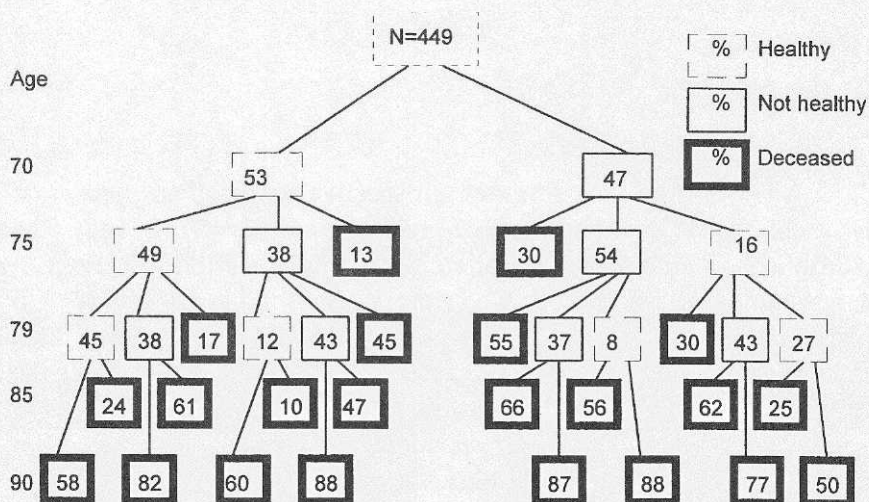 N=449
% Healthy
Age
% Not healthy
% Deceased
70 53 47
75 49 38 13 30 54 16
79 45 38 17 12 43 45 55 37 8 30 43 27
85 24 61 10 47 66 56 62 25
90 58 82 60 88 87 88 77 50